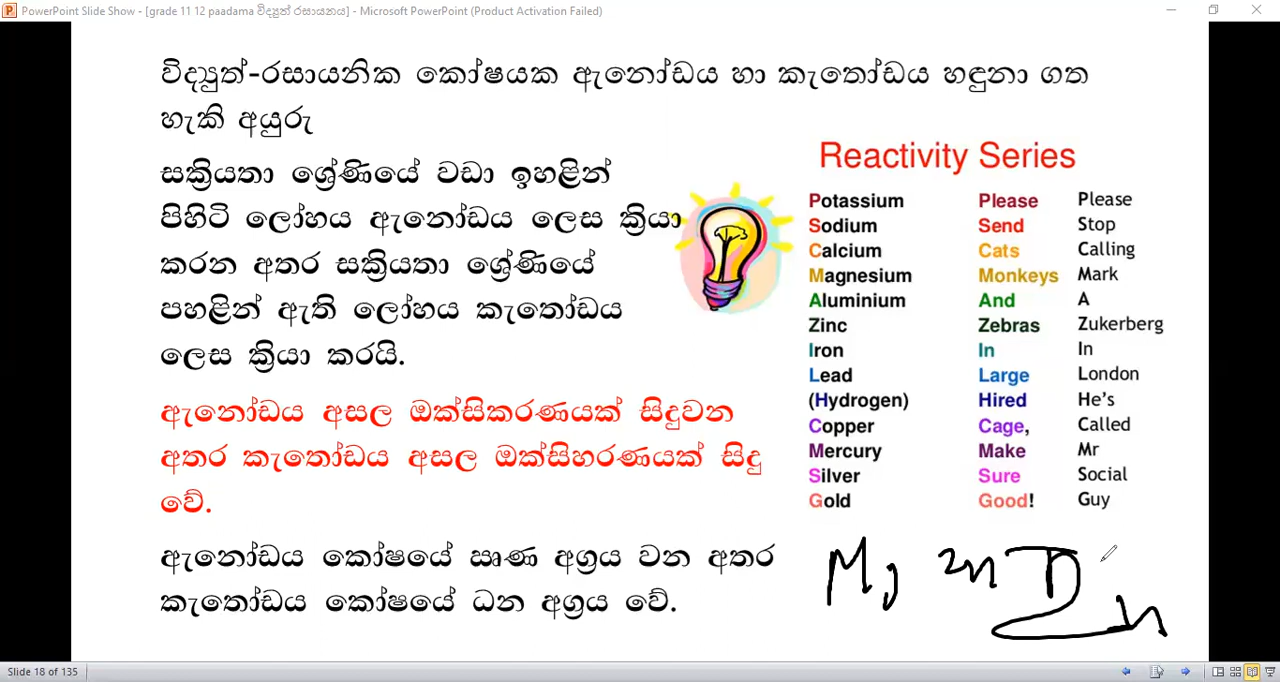 PowerPoint Slide Show - [grade 11 12 paadama විද්‍යුත් රසායනය] - Microsoft PowerPoint (Product Activation Failed)
විද්‍යුත්-රසායනික කෝෂයක ඇනෝඩය හා කැතෝඩය හඳුනා ගත
හැකි අයුරු
සක්‍රියතා ශ්‍රේණියේ වඩා ඉහළින්
පිහිටි ලෝහය ඇනෝඩය ලෙස ක්‍රියා
කරන අතර සක්‍රියතා ශ්‍රේණියේ
පහළින් ඇති ලෝහය කැතෝඩය
ලෙස ක්‍රියා කරයි.
ඇනෝඩය අසල ඔක්සිකරණයක් සිදුවන
අතර කැතෝඩය අසල ඔක්සිහරණයක් සිදු
වේ.
ඇනෝඩය කෝෂයේ ඍණ අග්‍රය වන අතර
කැතෝඩය කෝෂයේ ධන අග්‍රය වේ.
Reactivity Series
Potassium Please Please
Sodium Send Stop
Calcium Cats Calling
Magnesium Monkeys Mark
Aluminium And A
Zinc Zebras Zukerberg
Iron In In
Lead Large London
(Hydrogen) Hired He's
Copper Cage, Called
Mercury Make Mr
Silver Sure Social
Gold Good! Guy
Mg
Slide 18 of 135